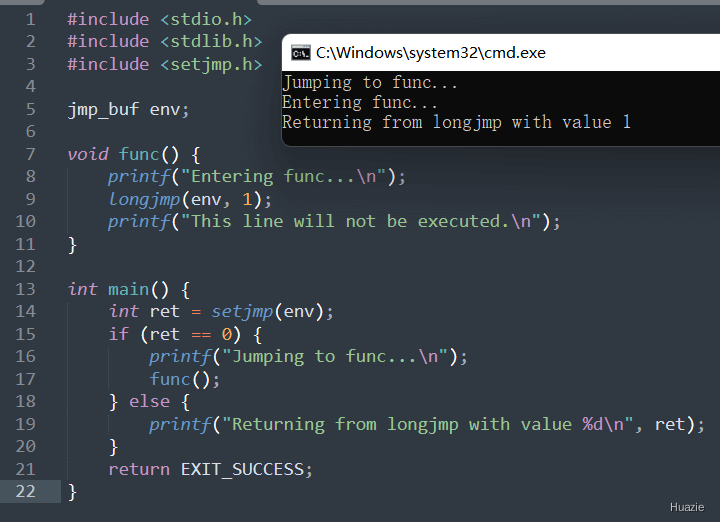 1 #include <stdio.h>
2 #include <stdlib.h>
3 #include <setjmp.h>
4
5 jmp_buf env;
6
7 void func() {
8     printf("Entering func...\n");
9     longjmp(env, 1);
10     printf("This line will not be executed.\n");
11 }
12
13 int main() {
14     int ret = setjmp(env);
15     if (ret == 0) {
16         printf("Jumping to func...\n");
17         func();
18     } else {
19         printf("Returning from longjmp with value %d\n", ret);
20     }
21     return EXIT_SUCCESS;
22 }
C:\Windows\system32\cmd.exe
Jumping to func...
Entering func...
Returning from longjmp with value 1
Huazie